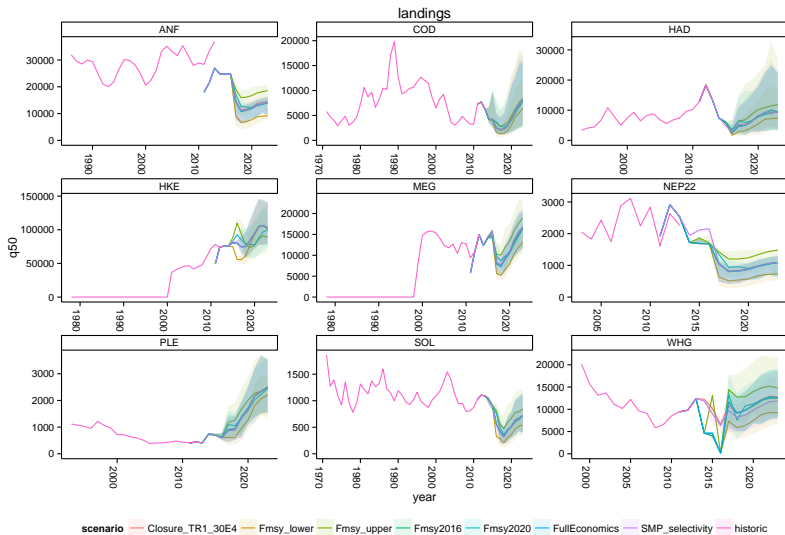 landings
ANF COD HAD
30000 20000 10000 0
20000 15000 10000 5000 0
30000 20000 10000 0
1990 2000 2010 2020
1970 1980 1990 2000 2010 2020
2000 2010 2020
HKE MEG NEP22
q50
150000 100000 50000 0
20000 15000 10000 5000 0
3000 2000 1000 0
1980 1990 2000 2010 2020
1980 1990 2000 2010 2020
2005 2010 2015 2020
PLE SOL WHG
3000 2000 1000 0
1500 1000 500 0
20000 15000 10000 5000 0
2000 2010 2020
1970 1980 1990 2000 2010 2020
2000 2005 2010 2015 2020
year
scenario Closure_TR1_30E4 Fmsy_lower Fmsy_upper Fmsy2016 Fmsy2020 FullEconomics SMP_selectivity historic